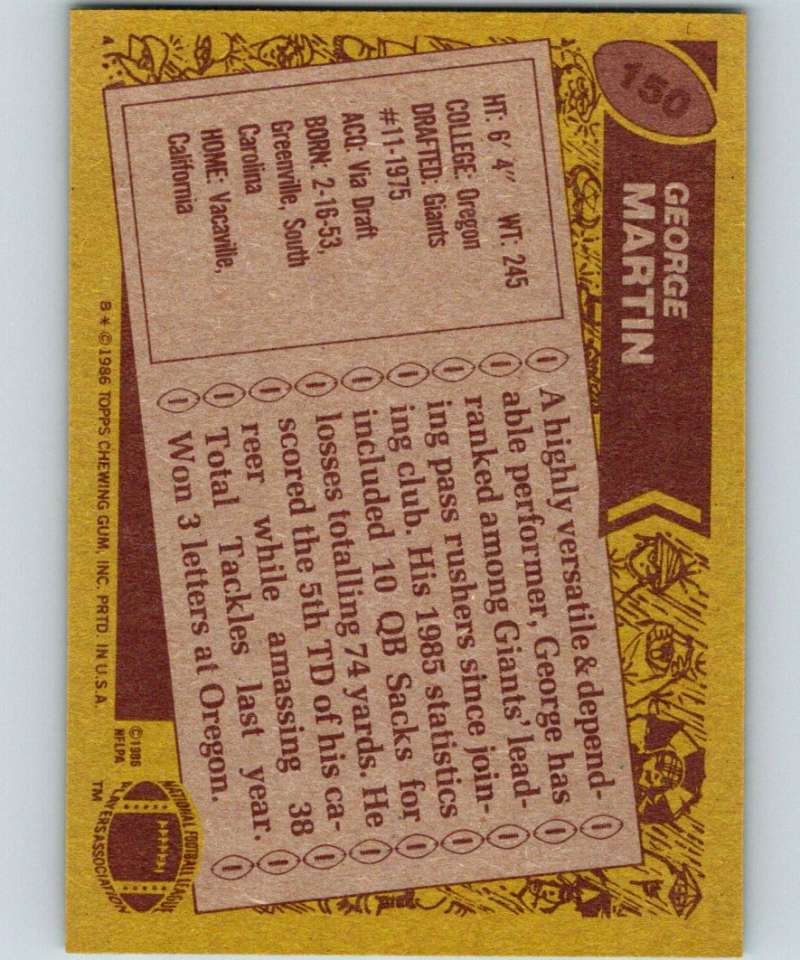 150
GEORGE
MARTIN
HT: 6' 4" WT: 245
COLLEGE: Oregon
DRAFTED: Giants
#11-1975
ACQ: Via Draft
BORN: 2-16-53,
Greenville, South
Carolina
HOME: Vacaville,
California
A highly versatile & depend-
able performer, George has
ranked among Giants' lead-
ing pass rushers since join-
ing club. His 1985 statistics
included 10 QB Sacks for
losses totalling 74 yards. He
scored the 5th TD of his ca-
reer while amassing 38
Total Tackles last year.
Won 3 letters at Oregon.
B * © 1986 TOPPS CHEWING GUM, INC. PRTD. IN U.S.A.
© 1986
NFLPA
NATIONAL FOOTBALL LEAGUE
PLAYERS ASSOCIATION
TM